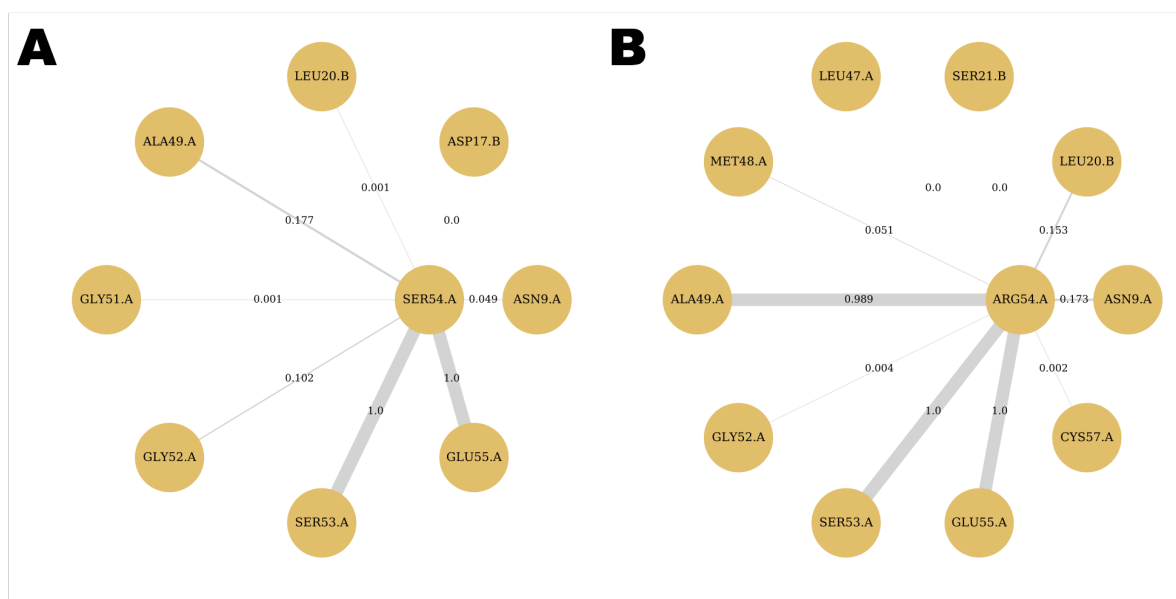 A
LEU20.B
ASP17.B
ALA49.A
0.001
0.177
0.0
GLY51.A
0.001
SER54.A
0.049
ASN9.A
0.102
1.0
1.0
GLY52.A
GLU55.A
SER53.A
B
LEU47.A
SER21.B
MET48.A
LEU20.B
0.0
0.0
0.051
0.153
ALA49.A
0.989
ARG54.A
0.173
ASN9.A
0.004
0.002
1.0
1.0
GLY52.A
CYS57.A
SER53.A
GLU55.A